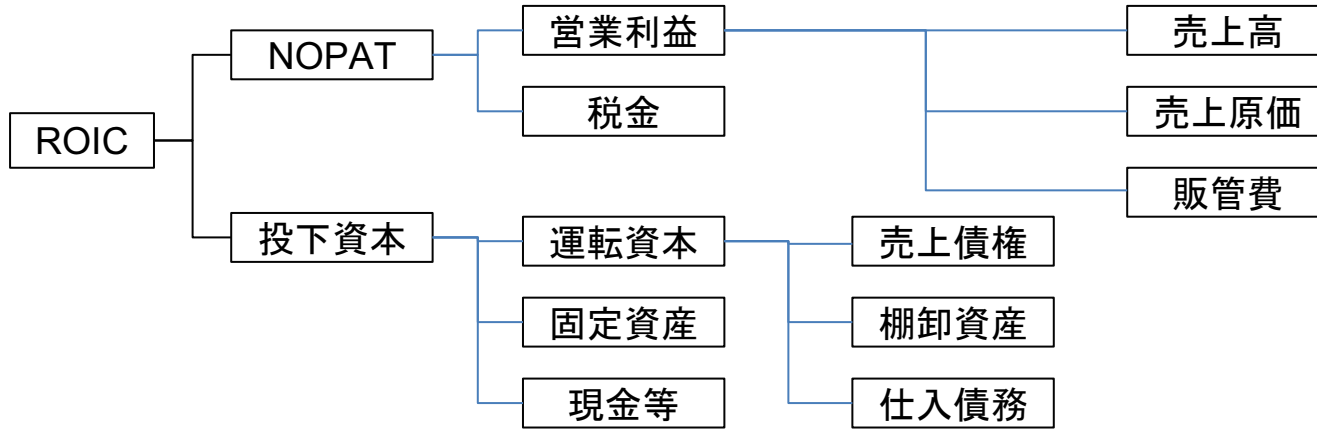 ROIC
NOPAT
営業利益
売上高
税金
売上原価
販管費
投下資本
運転資本
売上債権
固定資産
棚卸資産
現金等
仕入債務